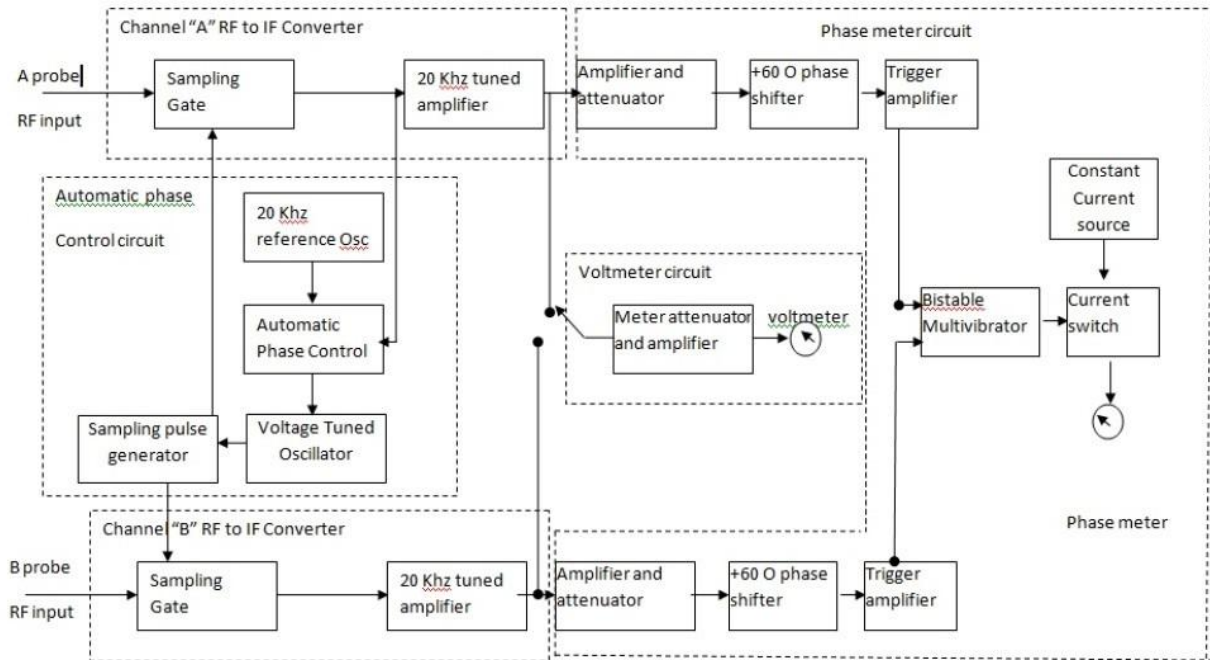 Channel “A” RF to IF Converter
Phase meter circuit
A probe
RF input
Sampling
Gate
20 Khz tuned
amplifier
Amplifier and
attenuator
+60 O phase
shifter
Trigger
amplifier
Automatic phase
Control circuit
20 Khz
reference Osc
Constant
Current
source
Voltmeter circuit
Automatic
Phase Control
Meter attenuator
and amplifier
voltmeter
Bistable
Multivibrator
Current
switch
Sampling pulse
generator
Voltage Tuned
Oscillator
Channel “B” RF to IF Converter
Phase meter
B probe
RF input
Sampling
Gate
20 Khz tuned
amplifier
Amplifier and
attenuator
+60 O phase
shifter
Trigger
amplifier